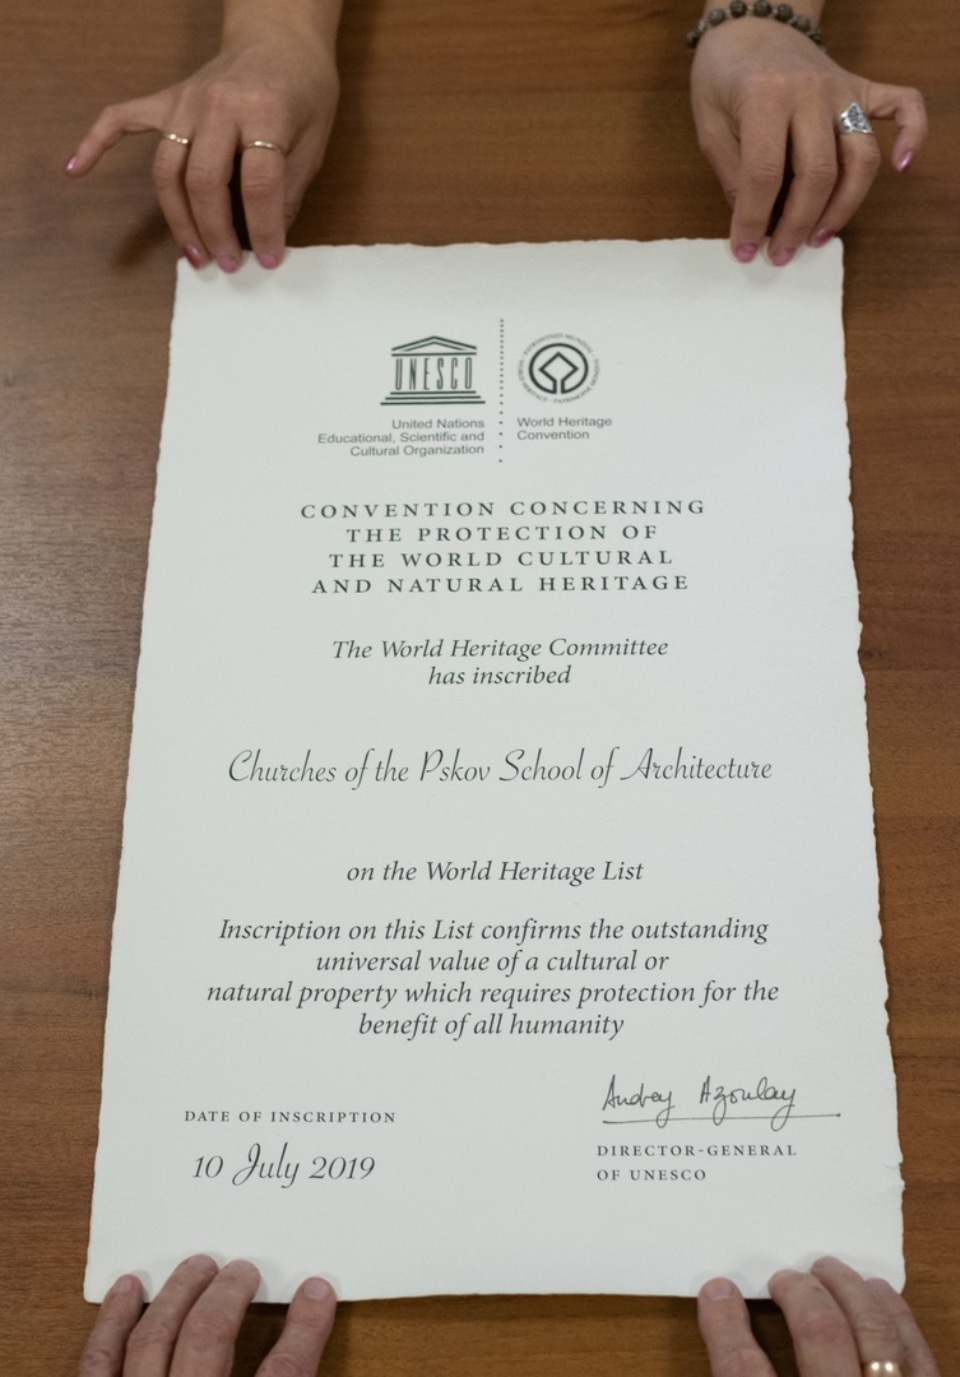 UNESCO
United Nations
Educational, Scientific and
Cultural Organization
World Heritage
Convention
CONVENTION CONCERNING
THE PROTECTION OF
THE WORLD CULTURAL
AND NATURAL HERITAGE
The World Heritage Committee
has inscribed
Churches of the Pskov School of Architecture
on the World Heritage List
Inscription on this List confirms the outstanding
universal value of a cultural or
natural property which requires protection for the
benefit of all humanity
DATE OF INSCRIPTION
10 July 2019
Audrey Azoulay
DIRECTOR-GENERAL
OF UNESCO